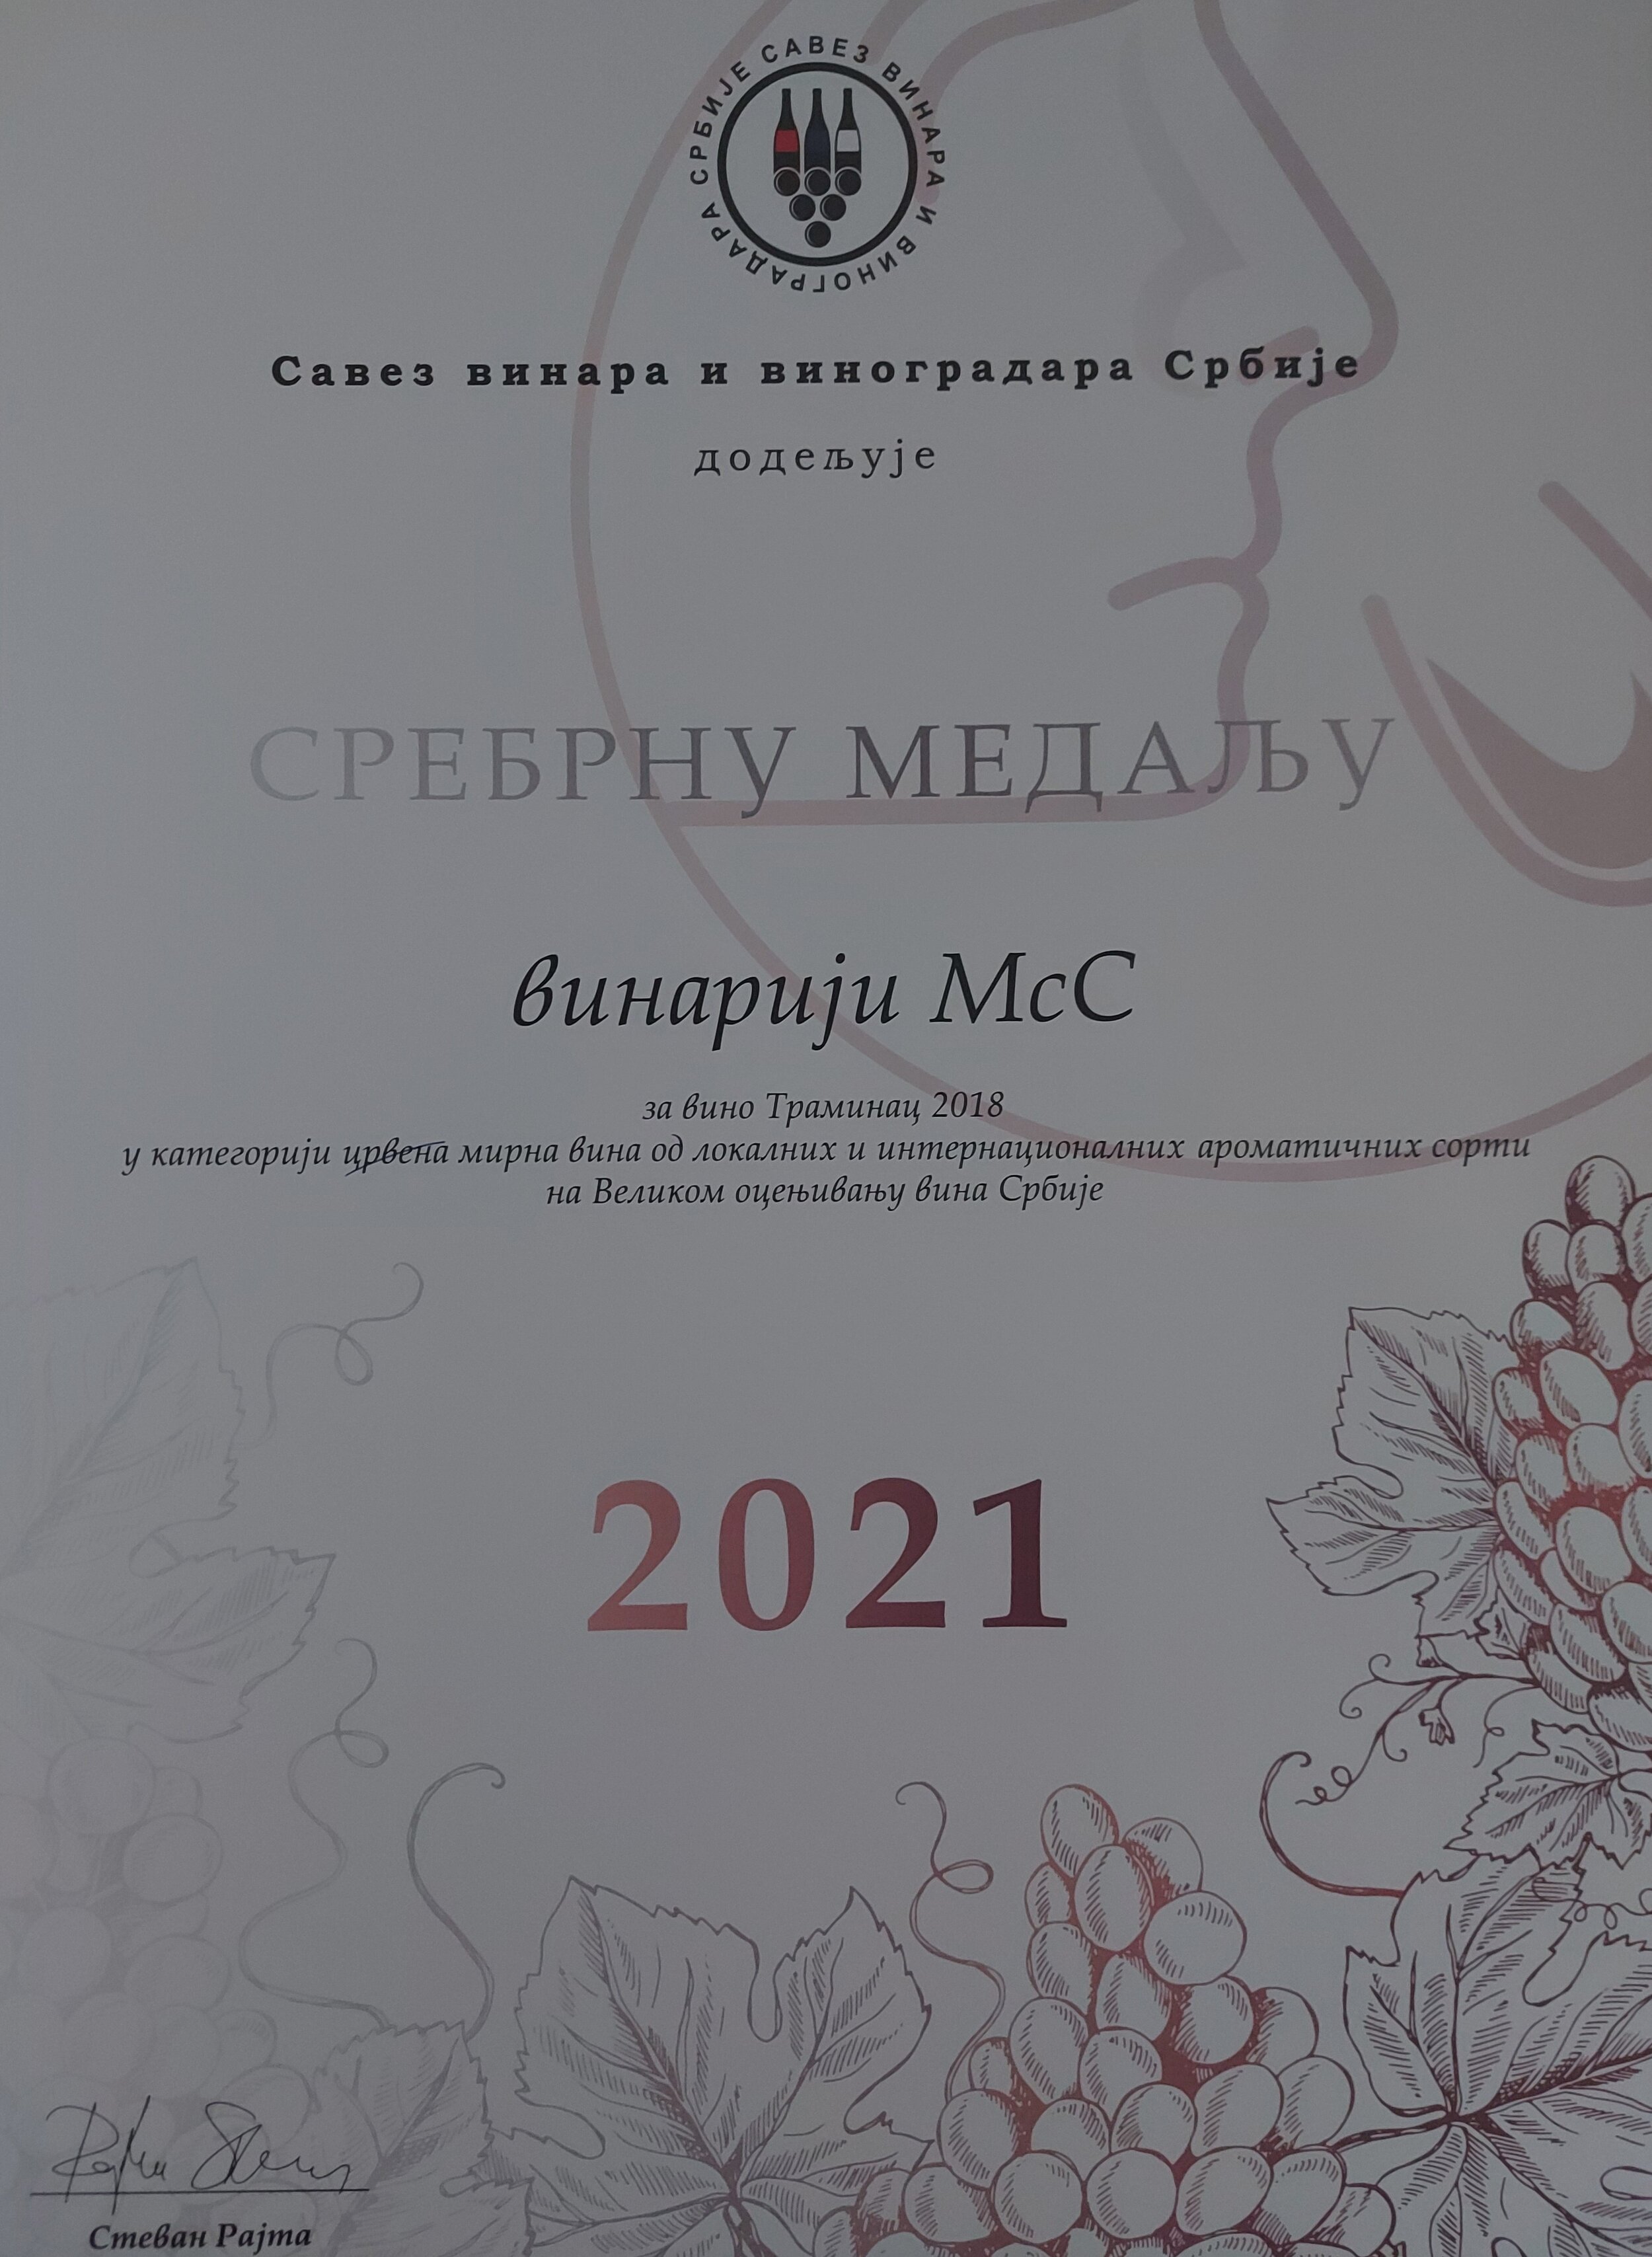 САВЕЗ ВИНАРА И ВИНОГРАДАРА СРБИЈЕ
Савез винара и виноградара Србије
додељује
СРЕБРНУ МЕДАЉУ
винарији МсС
за вино Траминац 2018
у категорији црвена мирна вина од локалних и интернационалних ароматичних сорти
на Великом оцењивању вина Србије
2021
Стеван Рајта